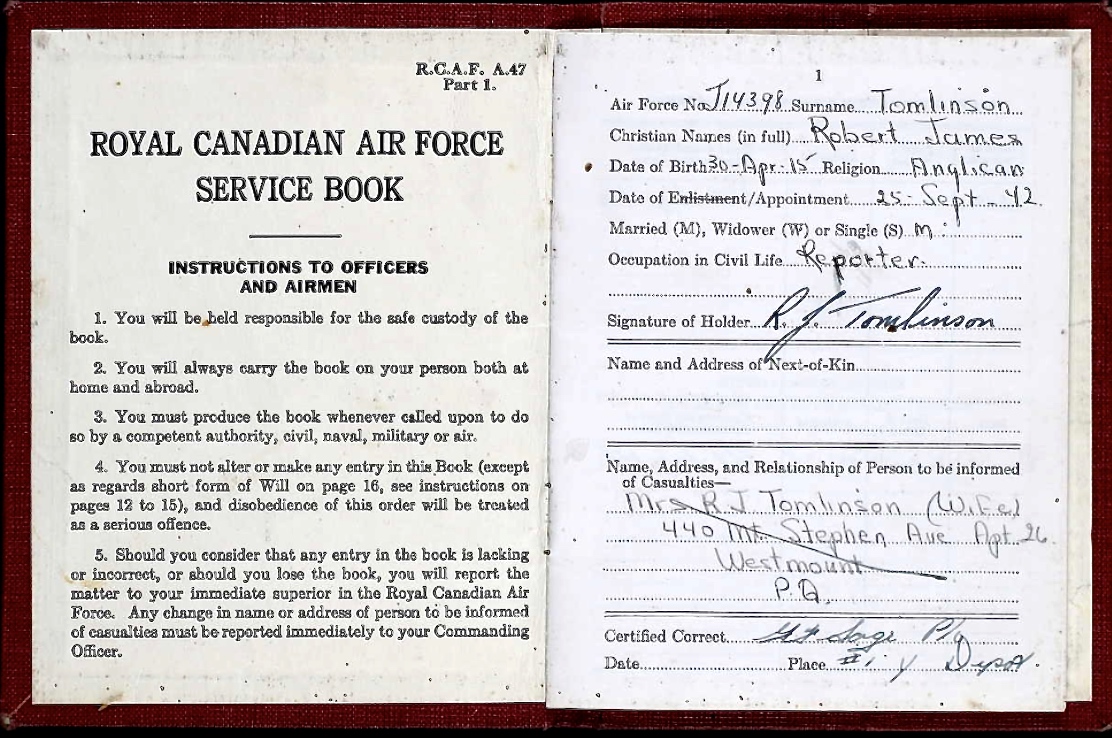 R.C.A.F. A.47
Part 1.
ROYAL CANADIAN AIR FORCE
SERVICE BOOK
INSTRUCTIONS TO OFFICERS
AND AIRMEN
1. You will be held responsible for the safe custody of the
book.
2. You will always carry the book on your person both at
home and abroad.
3. You must produce the book whenever called upon to do
so by a competent authority, civil, naval, military or air.
4. You must not alter or make any entry in this Book (except
as regards short form of Will on page 16, see instructions on
pages 12 to 15), and disobedience of this order will be treated
as a serious offence.
5. Should you consider that any entry in the book is lacking
or incorrect, or should you lose the book, you will report the
matter to your immediate superior in the Royal Canadian Air
Force. Any change in name or address of person to be informed
of casualties must be reported immediately to your Commanding
Officer.
1
Air Force No. J14398 Surname Tomlinson
Christian Names (in full) Robert James
Date of Birth 30-Apr-15 Religion Anglican
Date of Enlistment/Appointment 25-Sept-42.
Married (M), Widower (W) or Single (S) M
Occupation in Civil Life Reporter.
Signature of Holder R. J. Tomlinson
Name and Address of Next-of-Kin
Name, Address, and Relationship of Person to be informed
of Casualties—
Mrs R J Tomlinson (Wife)
440 Mt. Stephen Ave Apt. 26
Westmount
P.Q.
Certified Correct
Date Place #1 Y Depot